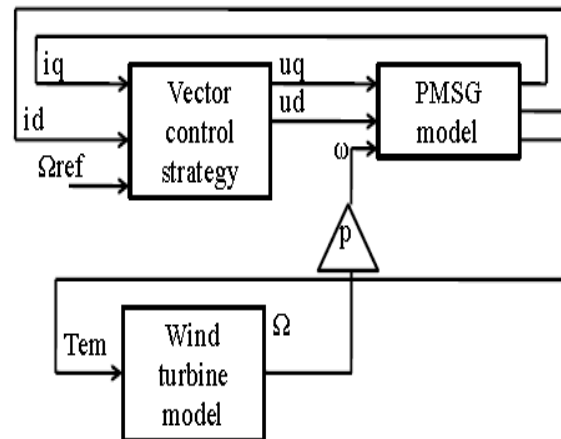 iq
id
Ωref
Vector
control
strategy
uq
ud
ω
PMSG
model
p
Tem
Wind
turbine
model
Ω